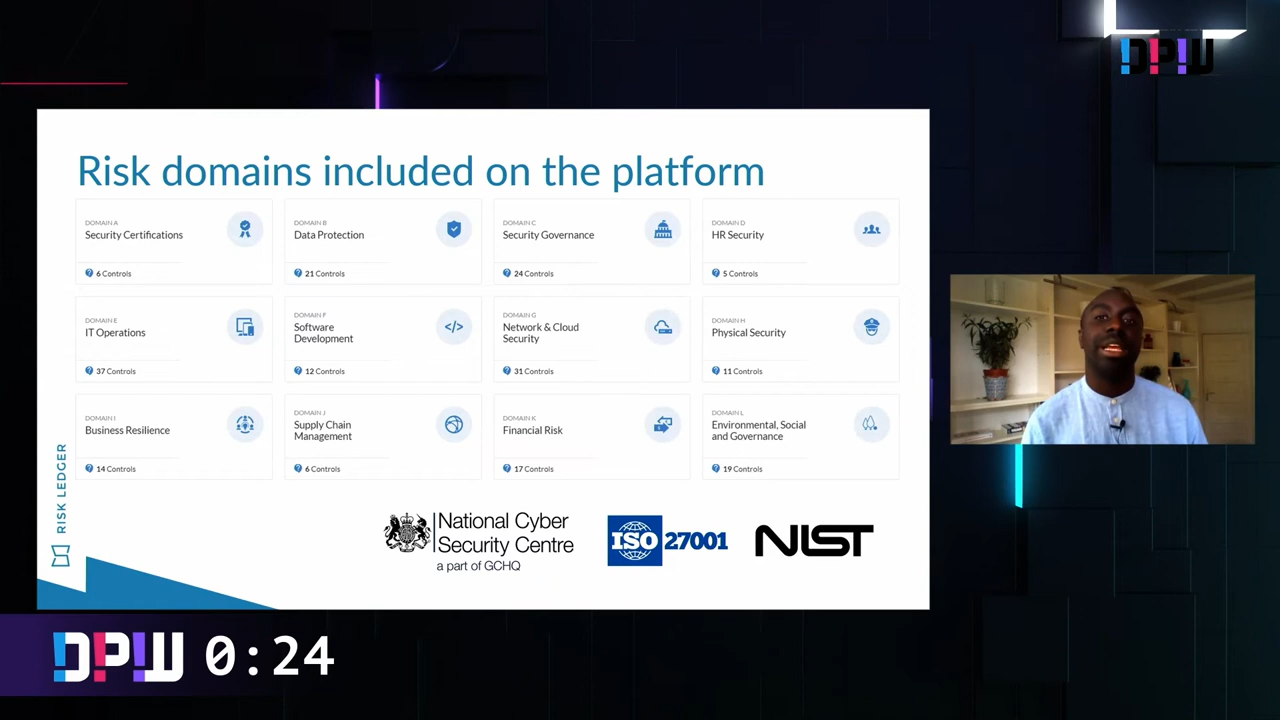 DPW
Risk domains included on the platform
DOMAIN A
Security Certifications
6 Controls
DOMAIN B
Data Protection
21 Controls
DOMAIN C
Security Governance
24 Controls
DOMAIN D
HR Security
5 Controls
DOMAIN E
IT Operations
37 Controls
DOMAIN F
Software
Development
12 Controls
DOMAIN G
Network & Cloud
Security
31 Controls
DOMAIN H
Physical Security
11 Controls
DOMAIN I
Business Resilience
14 Controls
DOMAIN J
Supply Chain
Management
6 Controls
DOMAIN K
Financial Risk
17 Controls
DOMAIN L
Environmental, Social
and Governance
19 Controls
RISK LEDGER
National Cyber
Security Centre
a part of GCHQ
ISO 27001
NIST
DPW 0:24